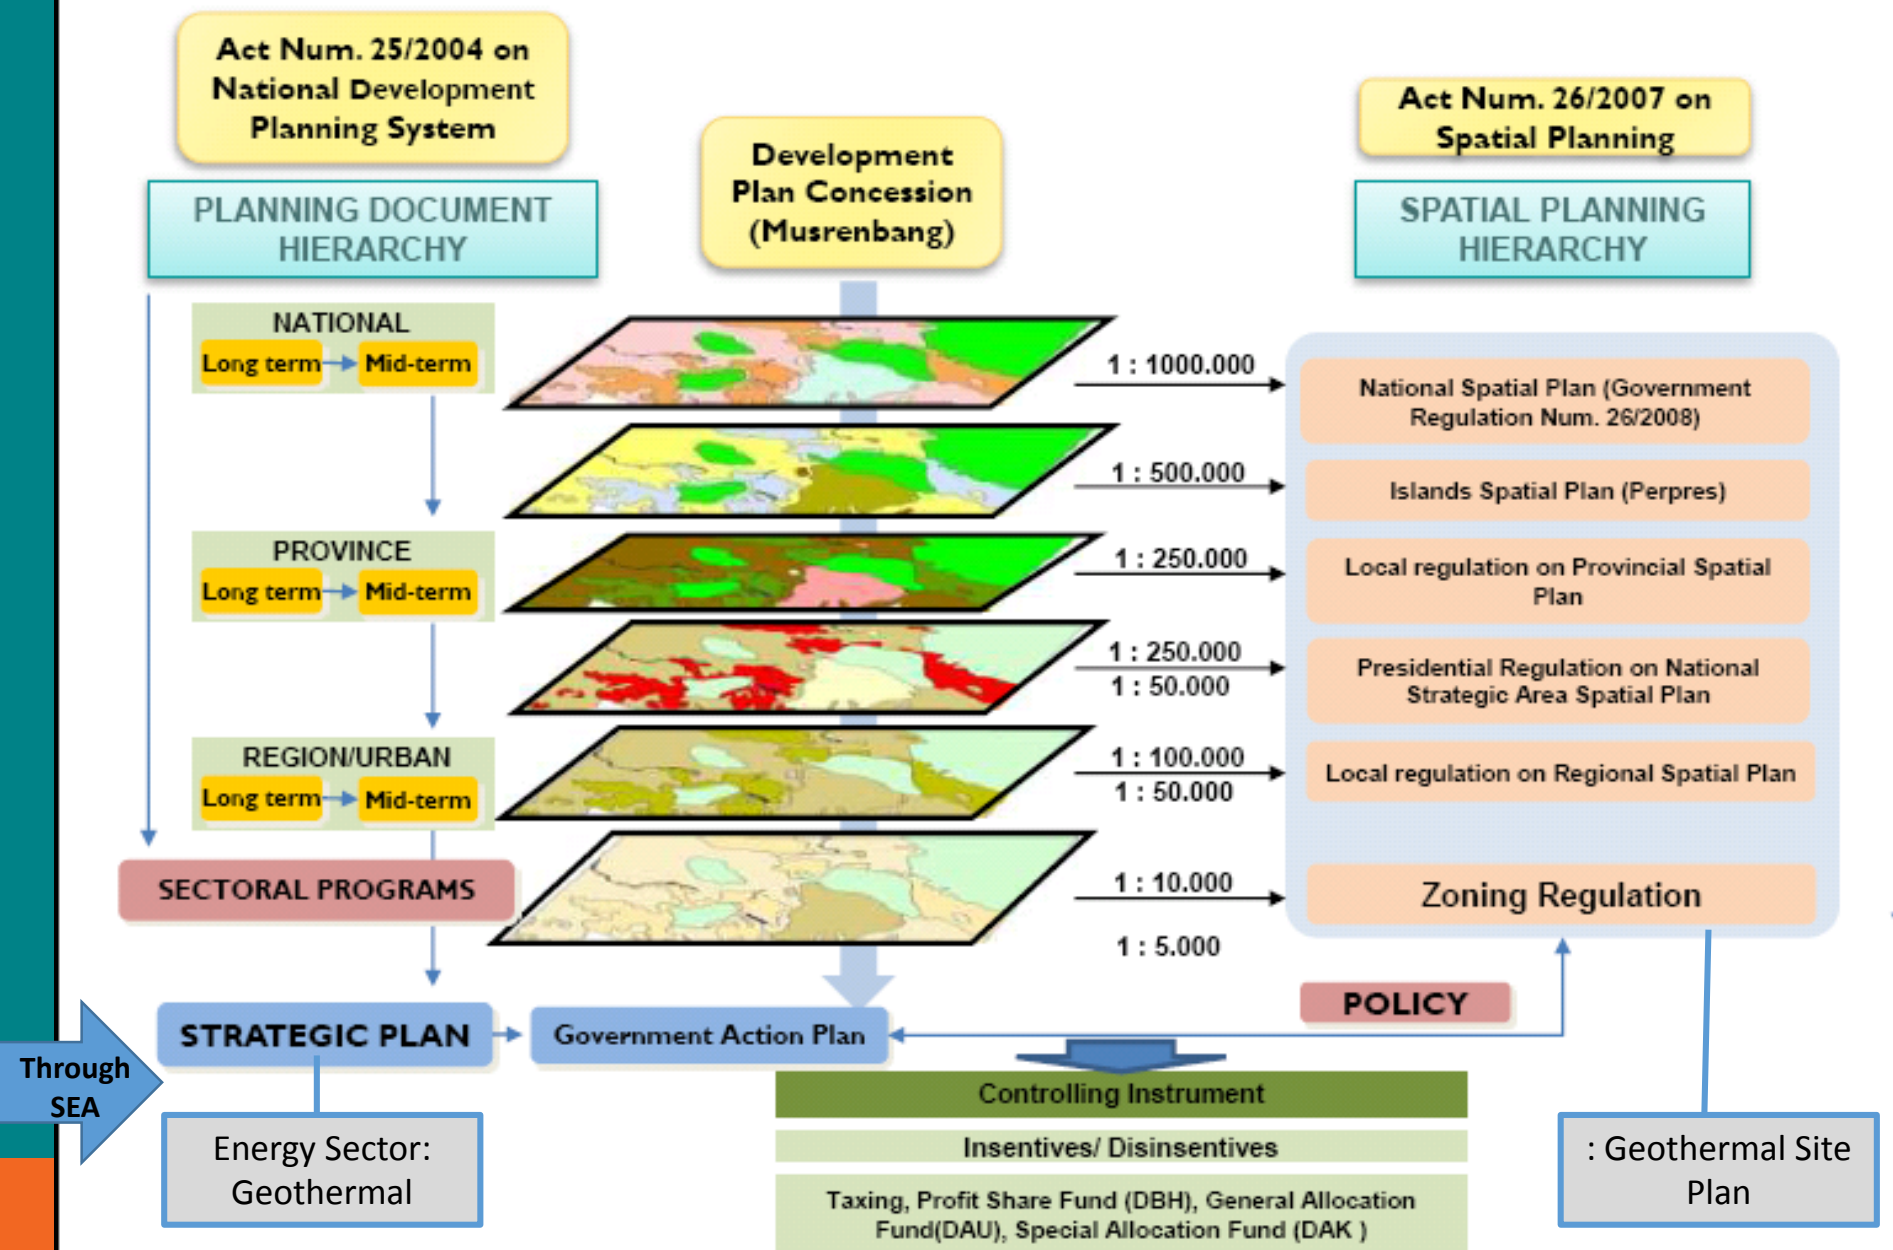 Act Num. 25/2004 on
National Development
Planning System
PLANNING DOCUMENT
HIERARCHY
Development
Plan Concession
(Musrenbang)
Act Num. 26/2007 on
Spatial Planning
SPATIAL PLANNING
HIERARCHY
NATIONAL
Long term
Mid-term
PROVINCE
Long term
Mid-term
REGION/URBAN
Long term
Mid-term
SECTORAL PROGRAMS
1 : 1000.000
1 : 500.000
1 : 250.000
1 : 250.000
1 : 50.000
1 : 100.000
1 : 50.000
1 : 10.000
1 : 5.000
National Spatial Plan (Government
Regulation Num. 26/2008)
Islands Spatial Plan (Perpres)
Local regulation on Provincial Spatial
Plan
Presidential Regulation on National
Strategic Area Spatial Plan
Local regulation on Regional Spatial Plan
Zoning Regulation
POLICY
Through
SEA
STRATEGIC PLAN
Government Action Plan
Energy Sector:
Geothermal
Controlling Instrument
Insentives/ Disinsentives
Taxing, Profit Share Fund (DBH), General Allocation
Fund(DAU), Special Allocation Fund (DAK )
: Geothermal Site
Plan